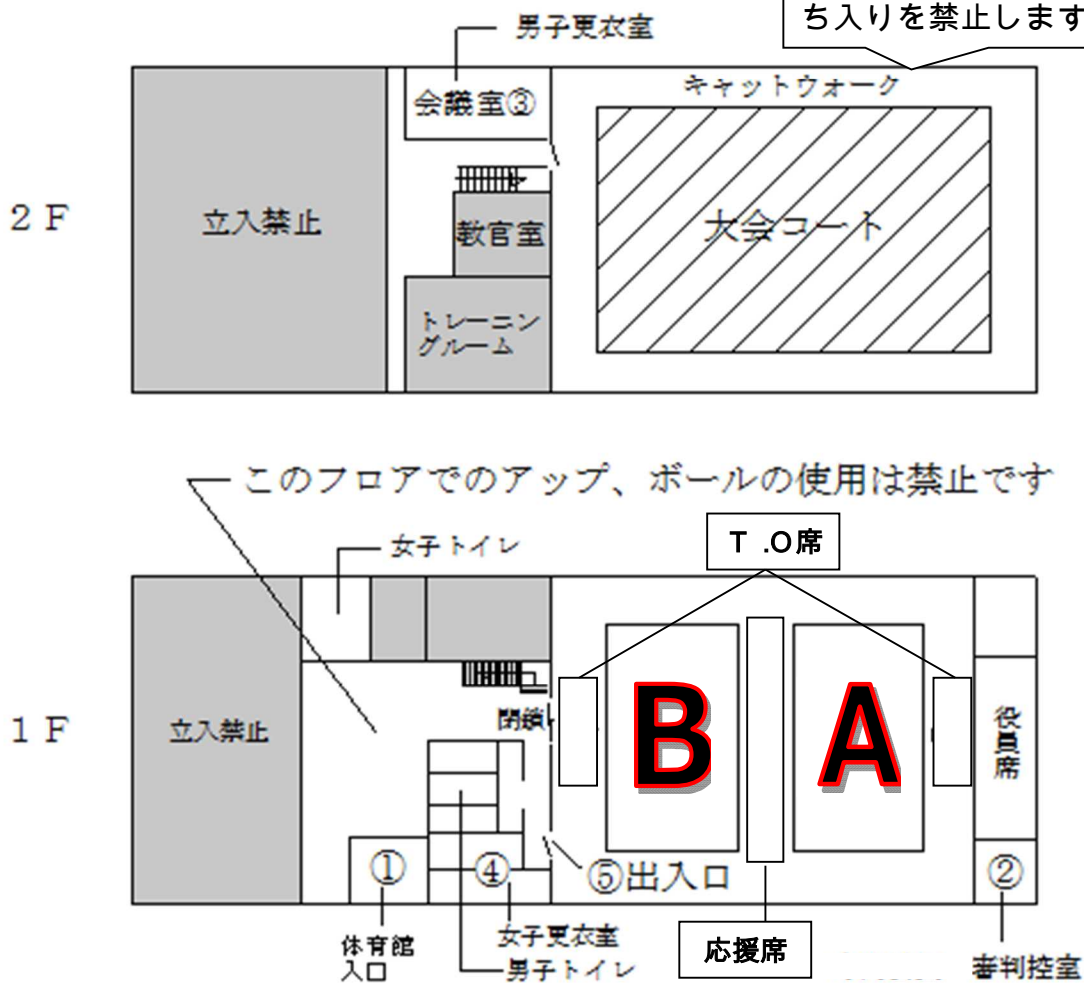 ち入りを禁止します
男子更衣室
キャットウォーク
会議室③
2F
立入禁止
教官室
大会コート
トレーニン
グルーム
このフロアでのアップ、ボールの使用は禁止です
女子トイレ
T.O席
1F
立入禁止
閉鎖
B
A
役員席
①
④
⑤出入口
②
体育館
入口
女子更衣室
男子トイレ
応援席
審判控室